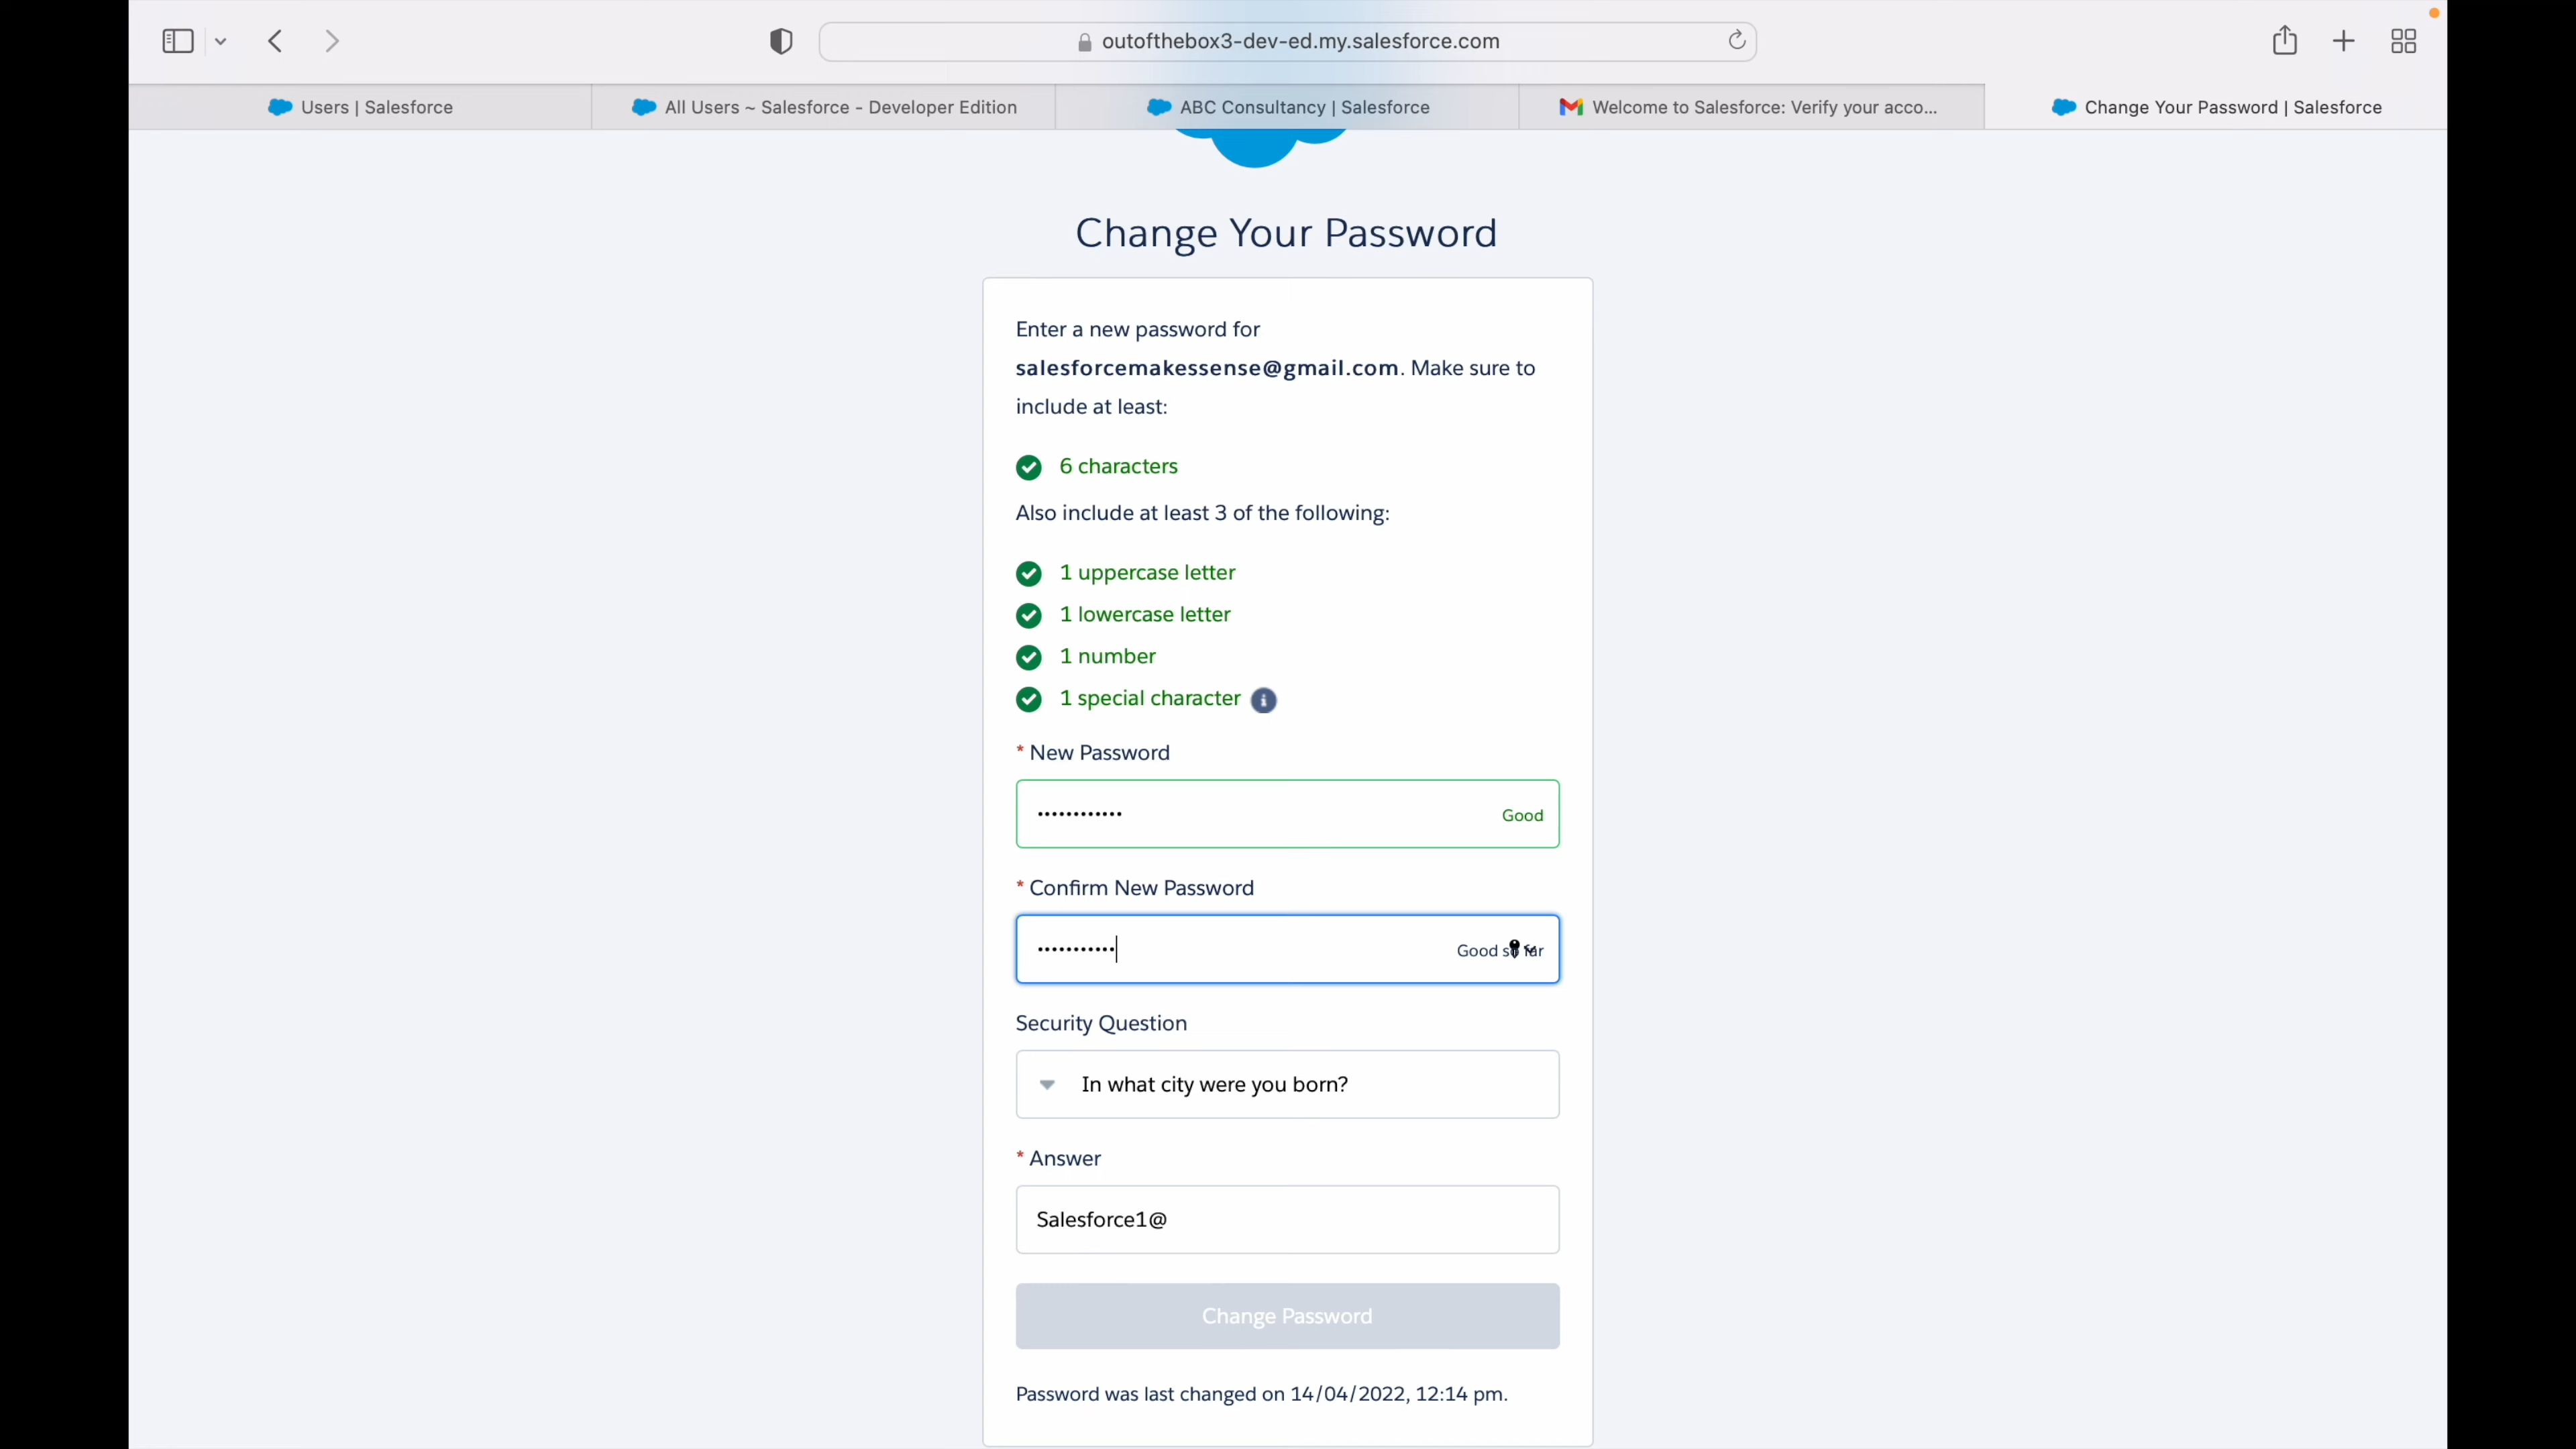 outofthebox3-dev-ed.my.salesforce.com
Users | Salesforce
All Users ~ Salesforce - Developer Edition
ABC Consultancy | Salesforce
Welcome to Salesforce: Verify your acco...
Change Your Password | Salesforce
Change Your Password
Enter a new password for
salesforcemakessense@gmail.com. Make sure to
include at least:
6 characters
Also include at least 3 of the following:
1 uppercase letter
1 lowercase letter
1 number
1 special character
* New Password
••••••••••••
Good
* Confirm New Password
•••••••••••
Good so far
Security Question
In what city were you born?
* Answer
Salesforce1@
Change Password
Password was last changed on 14/04/2022, 12:14 pm.